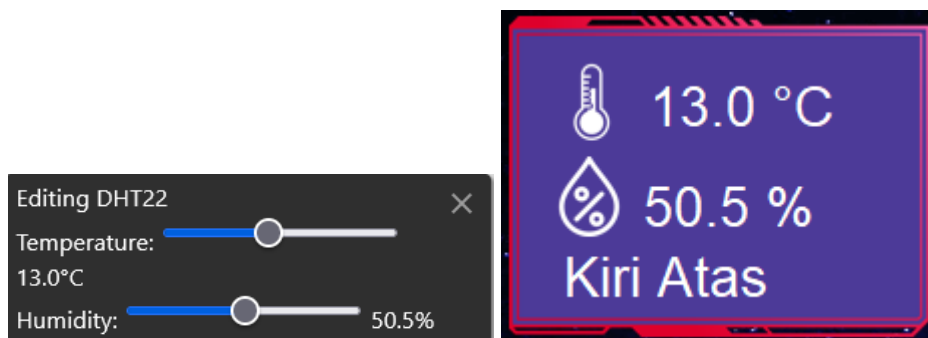 Editing DHT22
Temperature:
13.0°C
Humidity: 50.5%
13.0 °C
50.5 %
Kiri Atas